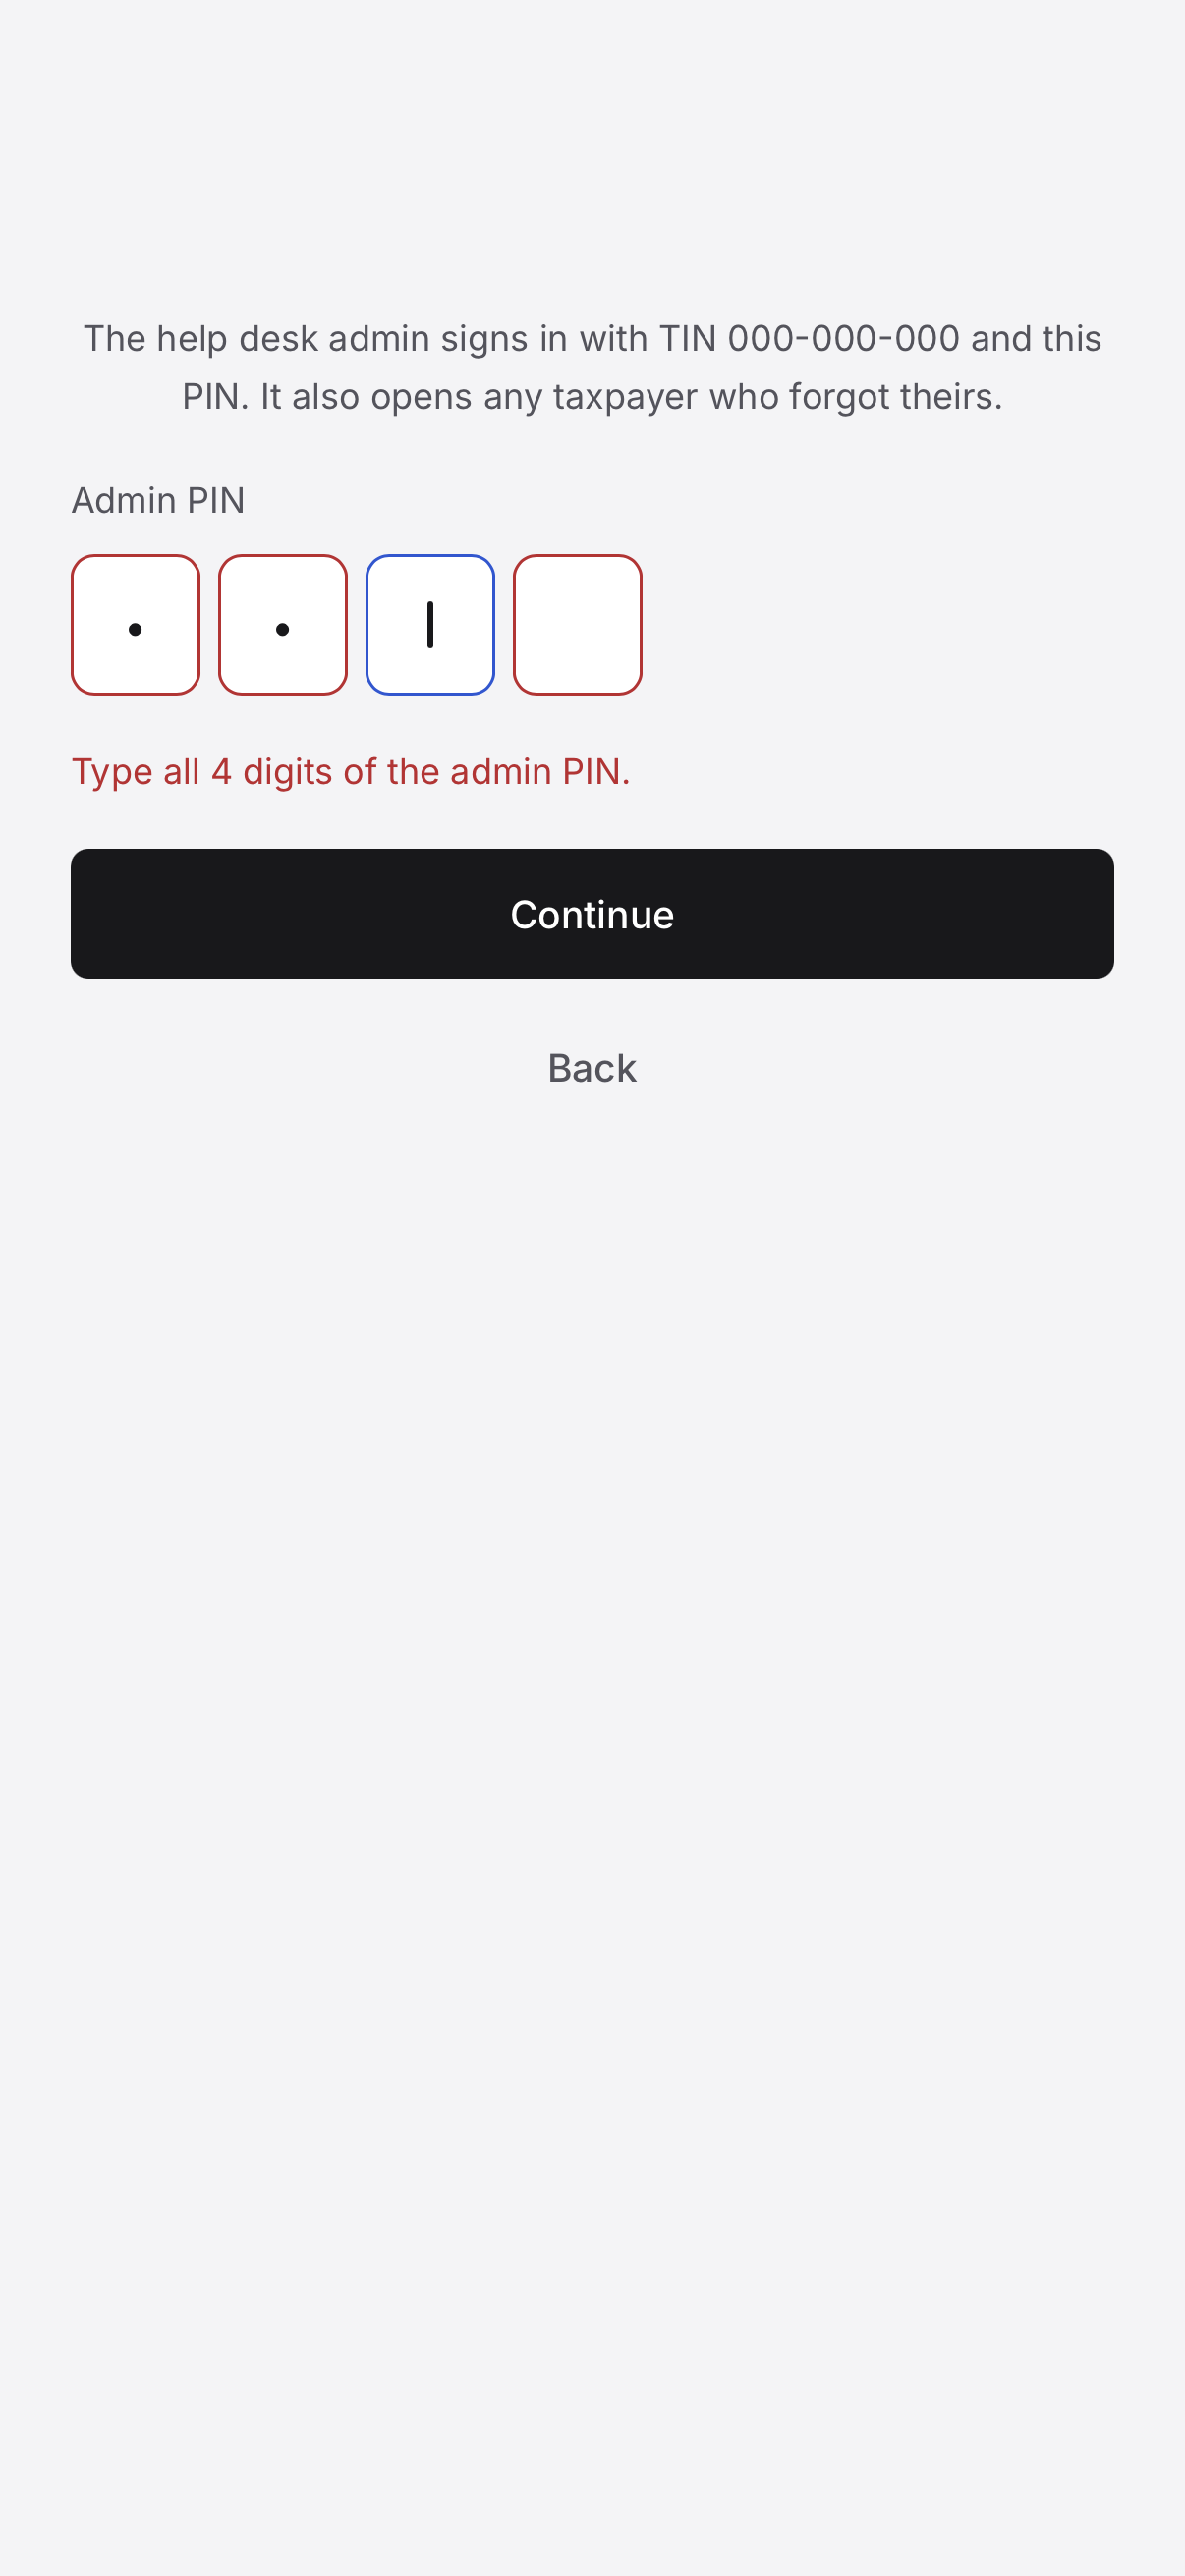 The help desk admin signs in with TIN 000-000-000 and this
PIN. It also opens any taxpayer who forgot theirs.
Admin PIN
Type all 4 digits of the admin PIN.
Continue
Back